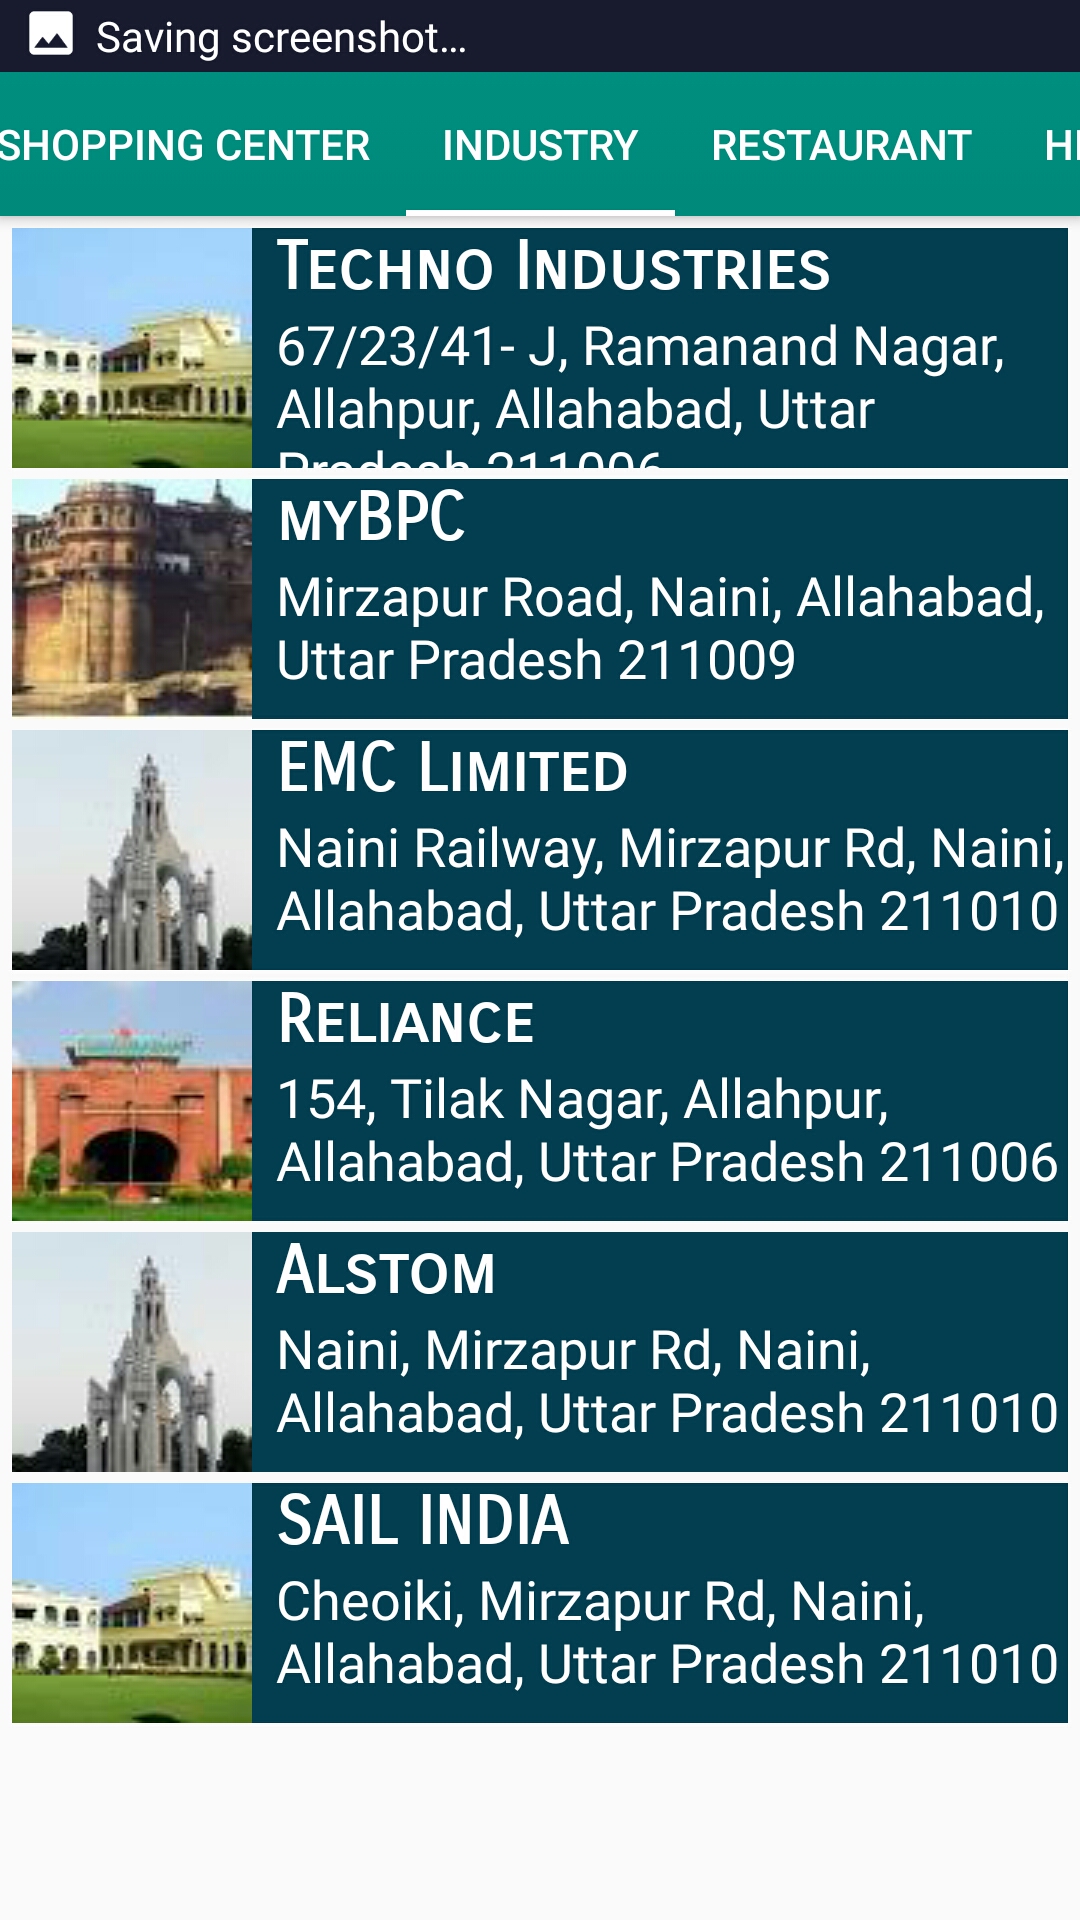 Saving screenshot...
SHOPPING CENTER INDUSTRY RESTAURANT
Techno Industries
67/23/41- J, Ramanand Nagar,
Allahpur, Allahabad, Uttar
Pradesh 211006
myBPC
Mirzapur Road, Naini, Allahabad,
Uttar Pradesh 211009
EMC Limited
Naini Railway, Mirzapur Rd, Naini,
Allahabad, Uttar Pradesh 211010
Reliance
154, Tilak Nagar, Allahpur,
Allahabad, Uttar Pradesh 211006
Alstom
Naini, Mirzapur Rd, Naini,
Allahabad, Uttar Pradesh 211010
SAIL INDIA
Cheoiki, Mirzapur Rd, Naini,
Allahabad, Uttar Pradesh 211010